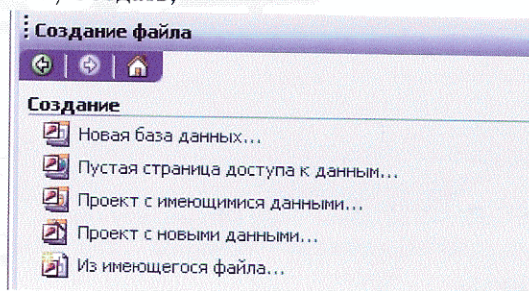 Создание файла
Создание
Новая база данных...
Пустая страница доступа к данным...
Проект с имеющимися данными...
Проект с новыми данными...
Из имеющегося файла...